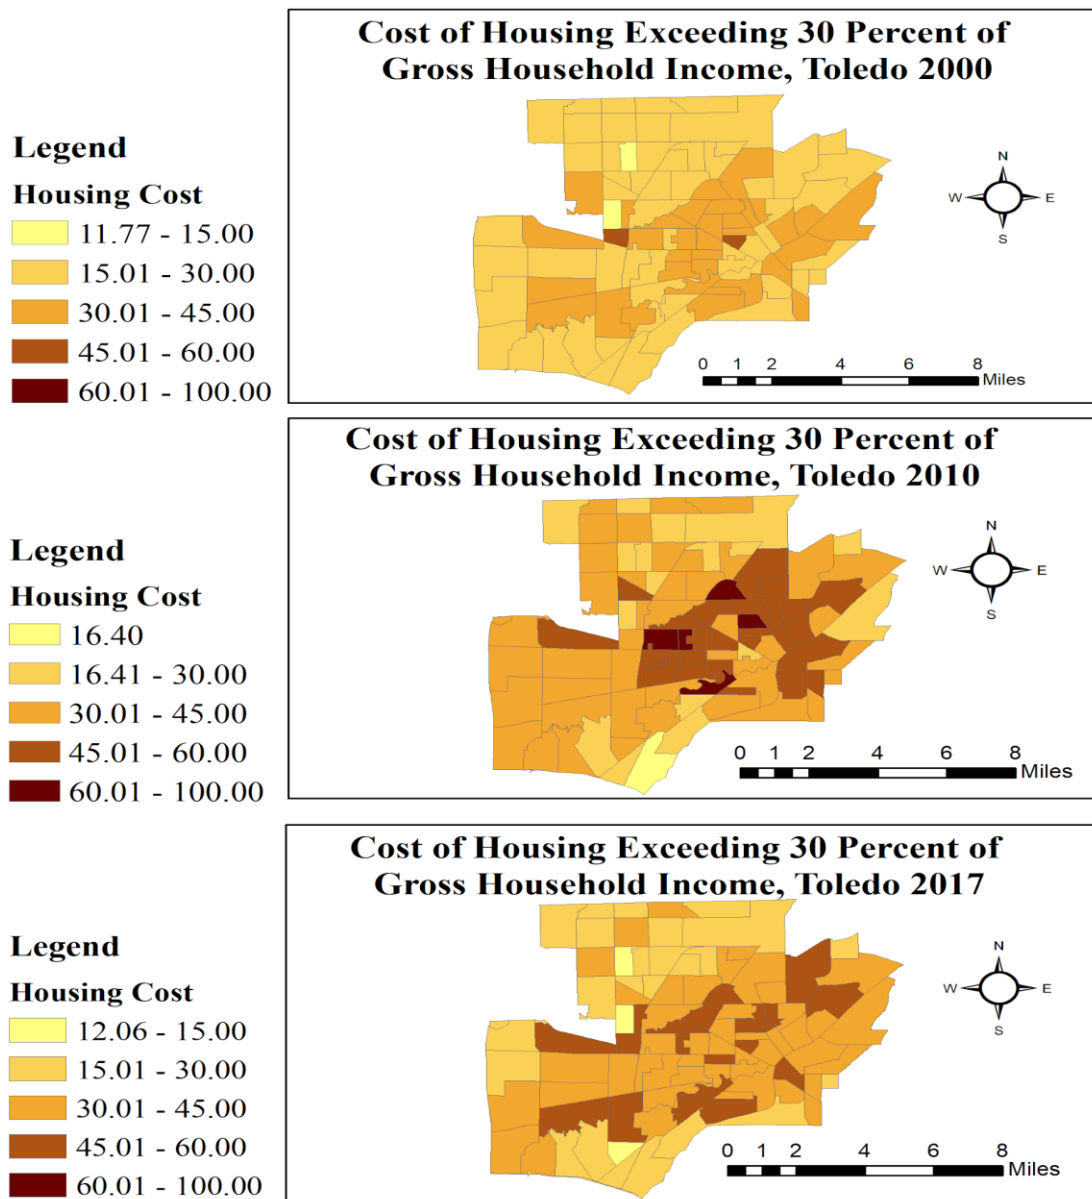 Cost of Housing Exceeding 30 Percent of
Gross Household Income, Toledo 2000
Legend
Housing Cost
11.77 - 15.00
15.01 - 30.00
30.01 - 45.00
45.01 - 60.00
60.01 - 100.00
N
W E
S
0 1 2 4 6 8
Miles
Cost of Housing Exceeding 30 Percent of
Gross Household Income, Toledo 2010
Legend
Housing Cost
16.40
16.41 - 30.00
30.01 - 45.00
45.01 - 60.00
60.01 - 100.00
N
W E
S
0 1 2 4 6 8
Miles
Cost of Housing Exceeding 30 Percent of
Gross Household Income, Toledo 2017
Legend
Housing Cost
12.06 - 15.00
15.01 - 30.00
30.01 - 45.00
45.01 - 60.00
60.01 - 100.00
N
W E
S
0 1 2 4 6 8
Miles